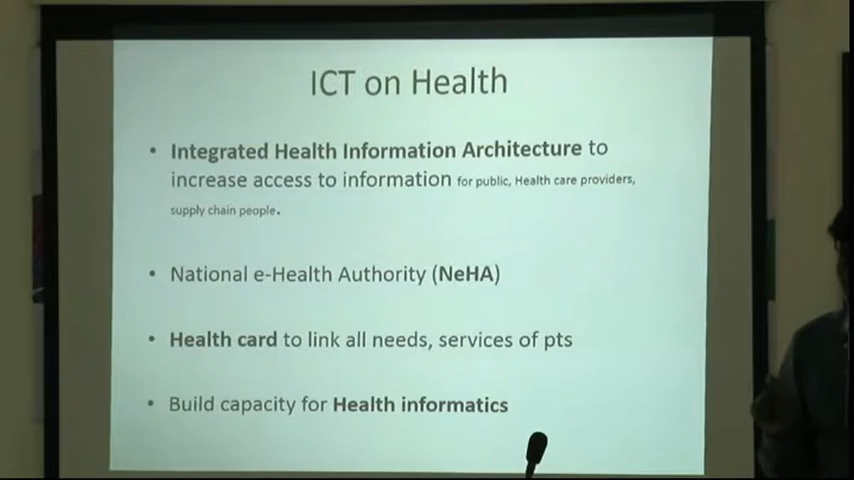 ICT on Health
• Integrated Health Information Architecture to
increase access to information for public, Health care providers,
supply chain people.
• National e-Health Authority (NeHA)
• Health card to link all needs, services of pts
• Build capacity for Health informatics